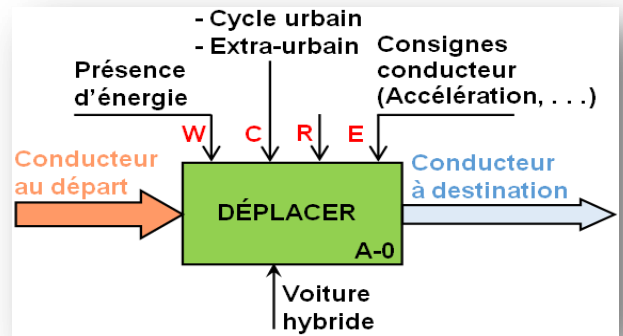 - Cycle urbain
- Extra-urbain
Présence
d’énergie
Consignes
conducteur
(Accélération, . . .)
W C R E
Conducteur
au départ
DÉPLACER
A-0
Conducteur
à destination
Voiture
hybride